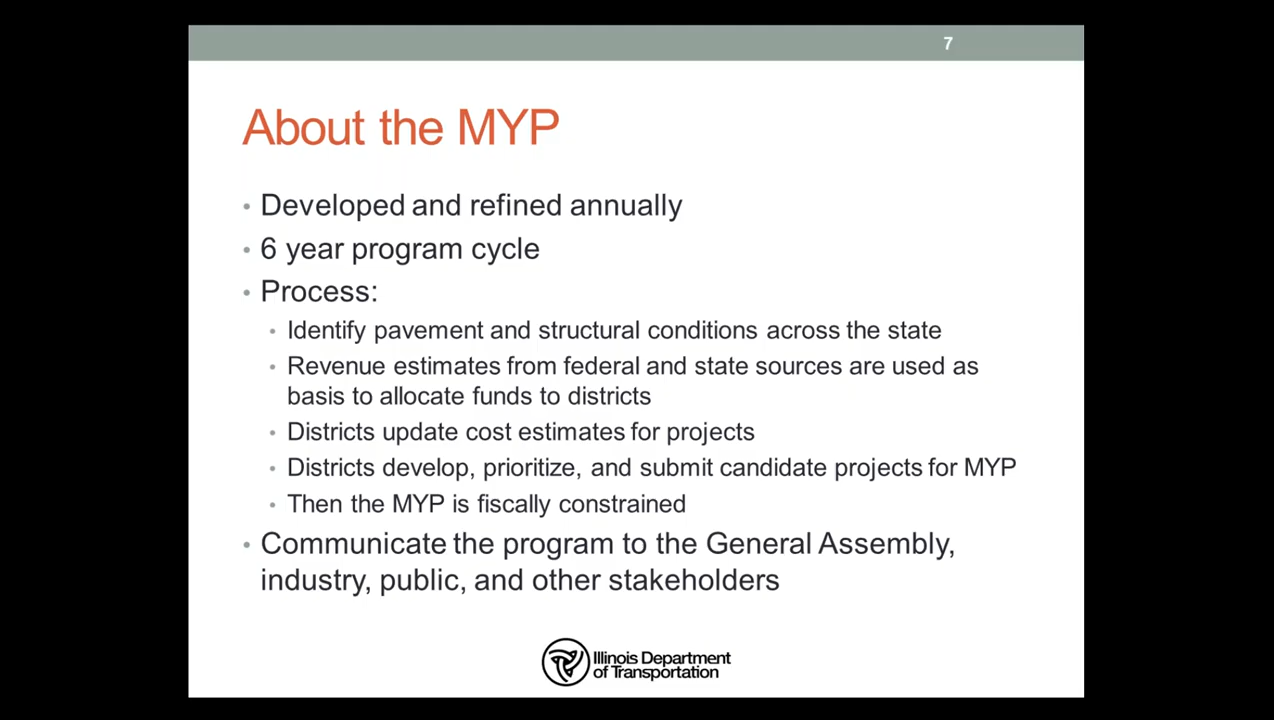 7
About the MYP
• Developed and refined annually
• 6 year program cycle
• Process:
• Identify pavement and structural conditions across the state
• Revenue estimates from federal and state sources are used as
basis to allocate funds to districts
• Districts update cost estimates for projects
• Districts develop, prioritize, and submit candidate projects for MYP
• Then the MYP is fiscally constrained
• Communicate the program to the General Assembly,
industry, public, and other stakeholders
Illinois Department
of Transportation